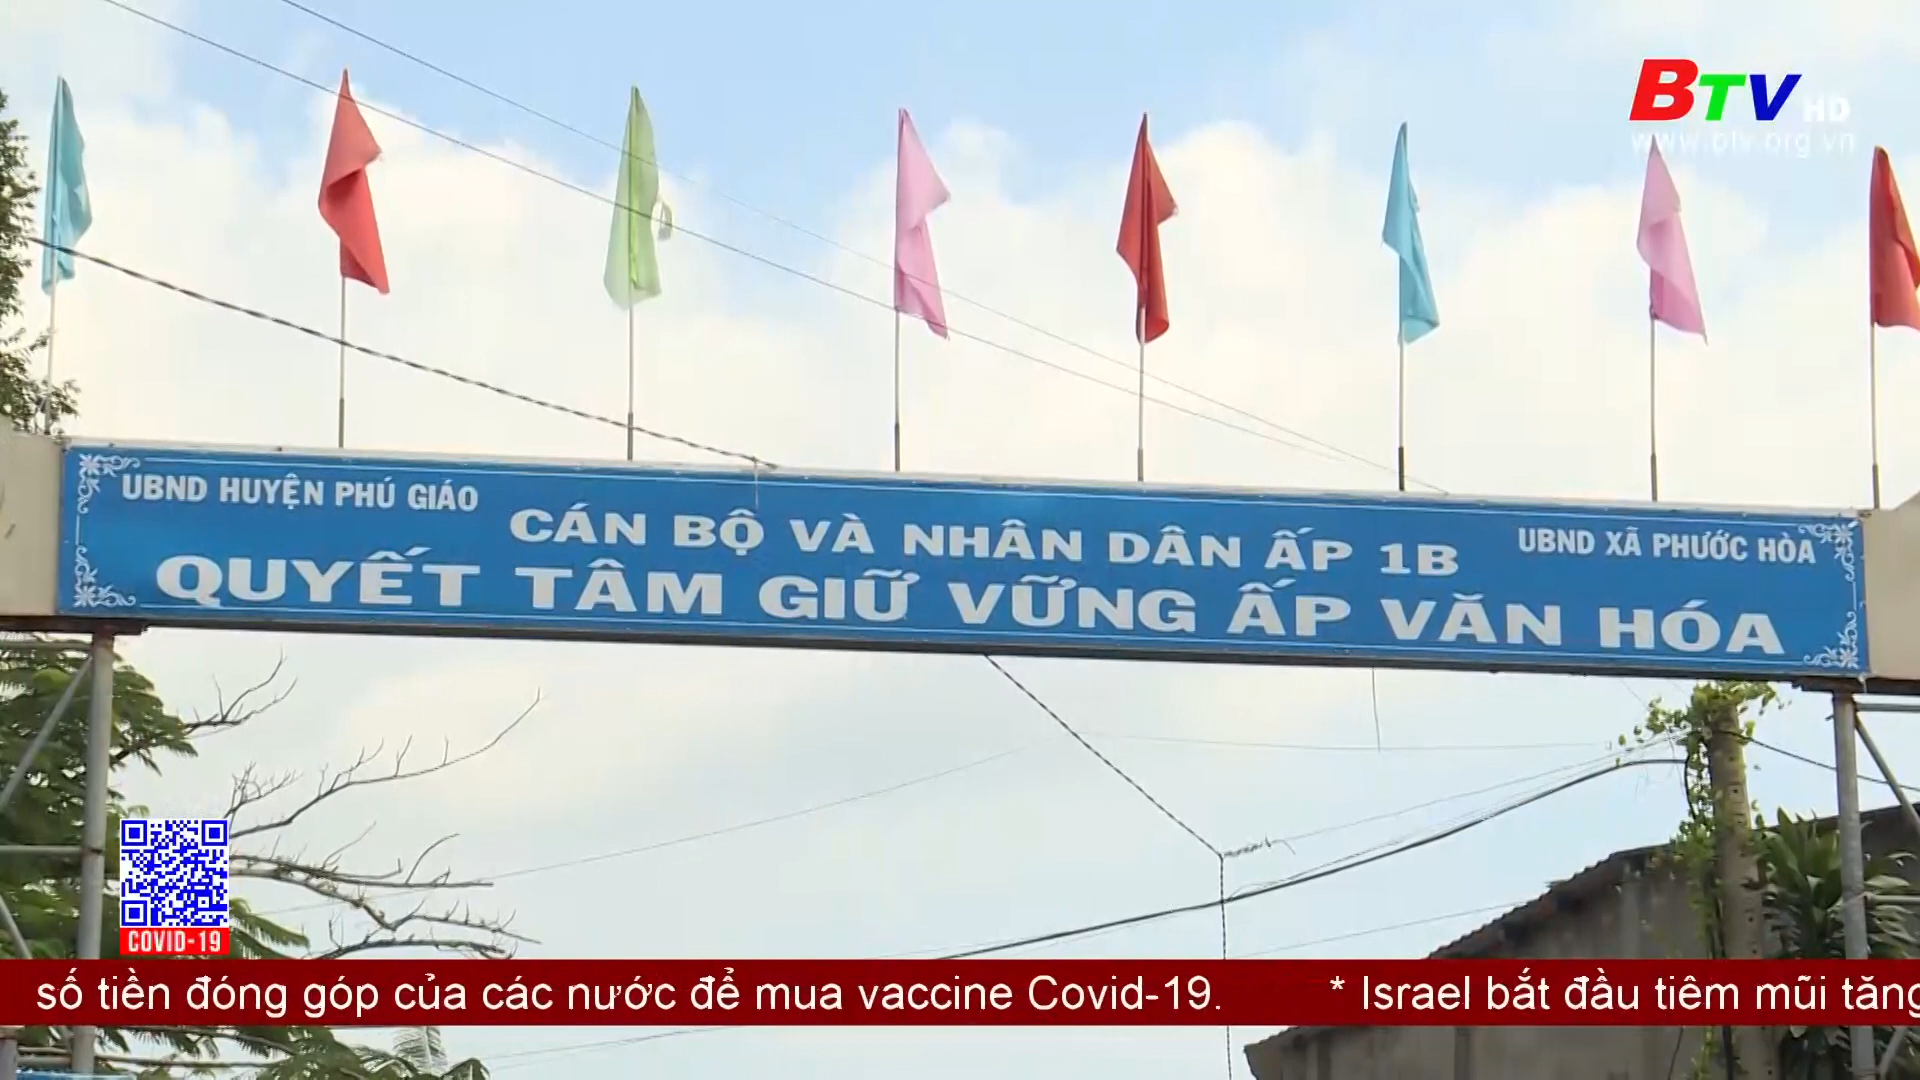 BTV HD
www.btv.org.vn
UBND HUYỆN PHÚ GIÁO
UBND XÃ PHƯỚC HÒA
CÁN BỘ VÀ NHÂN DÂN ẤP 1B
QUYẾT TÂM GIỮ VỮNG ẤP VĂN HÓA
COVID-19
số tiền đóng góp của các nước để mua vaccine Covid-19. * Israel bắt đầu tiêm mũi tăng